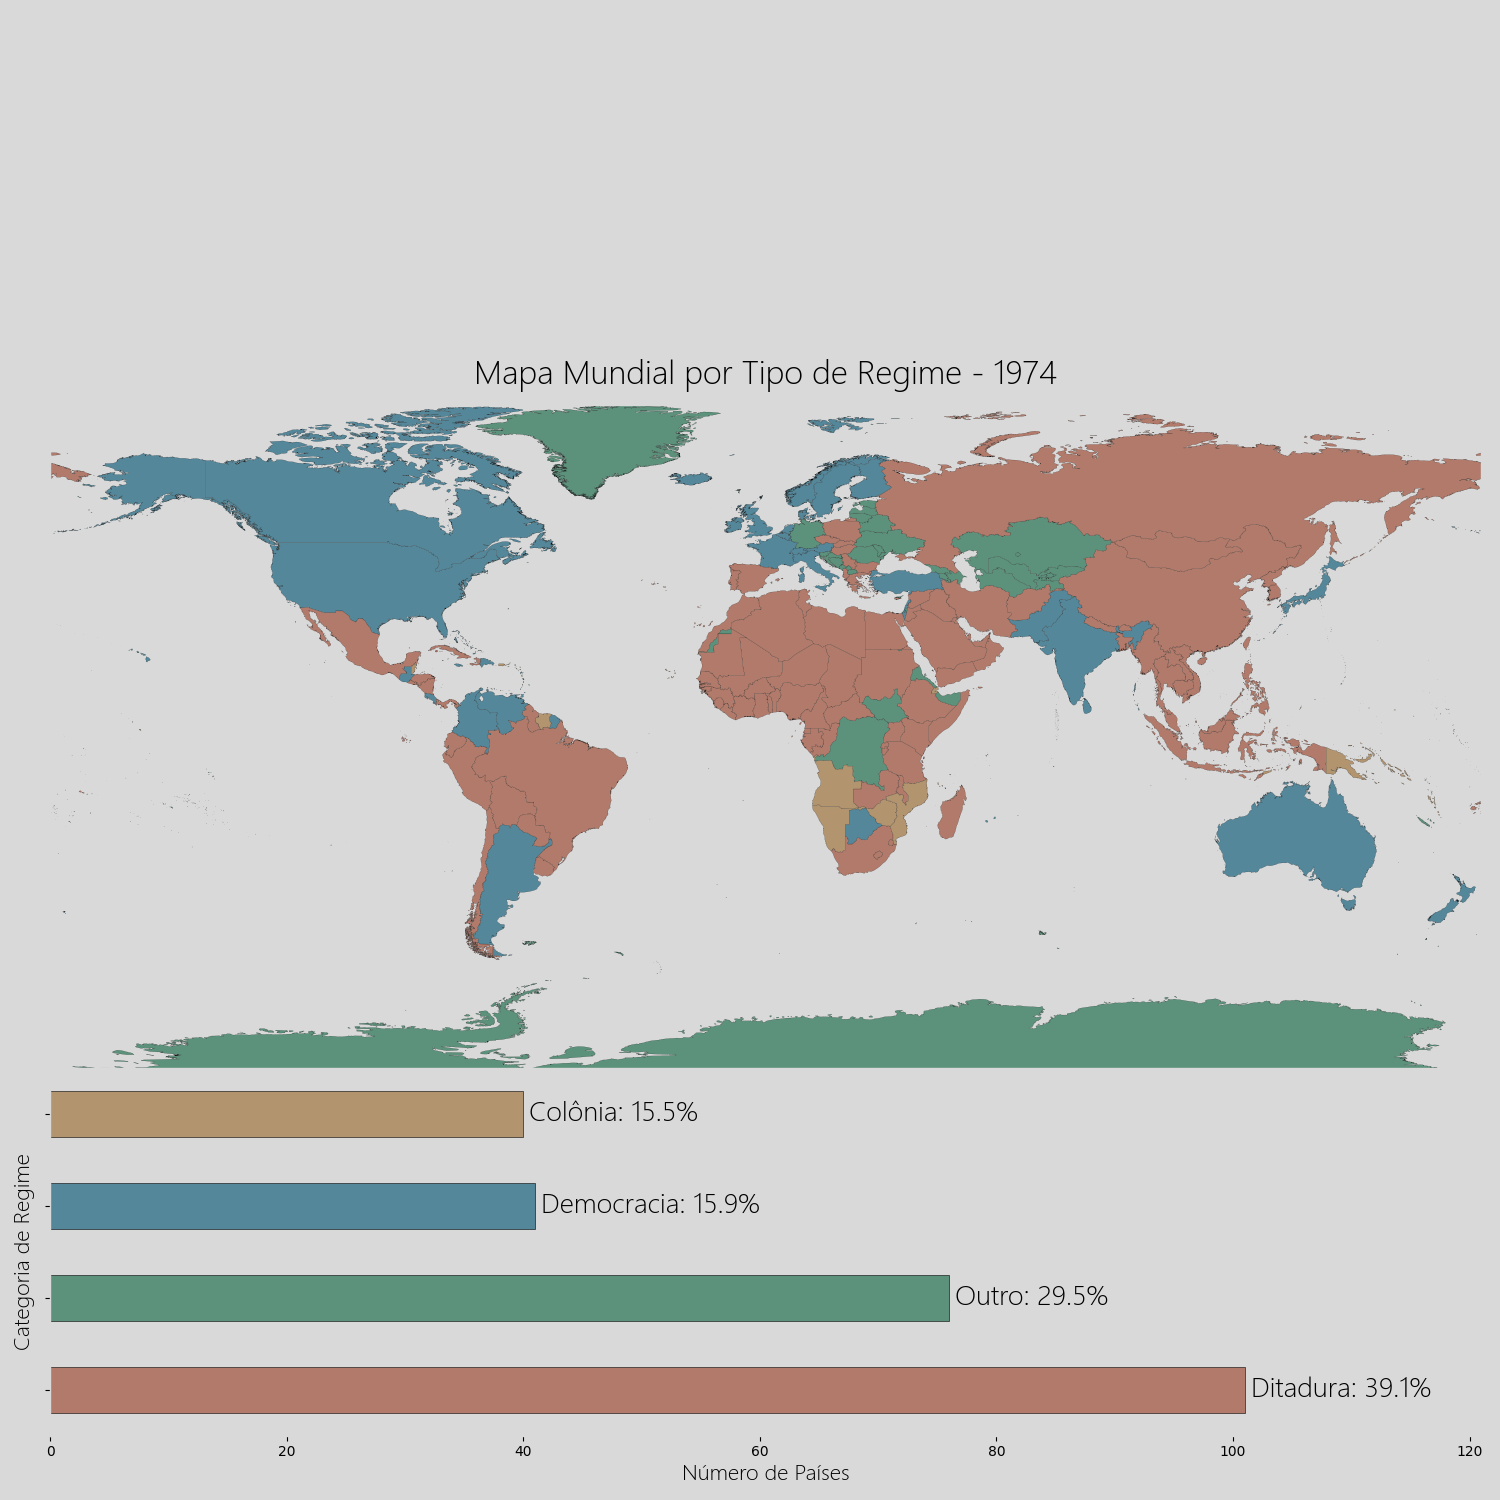 Mapa Mundial por Tipo de Regime - 1974
Colônia: 15.5%
Democracia: 15.9%
Outro: 29.5%
Ditadura: 39.1%
Categoria de Regime
0 20 40 60 80 100 120
Número de Países